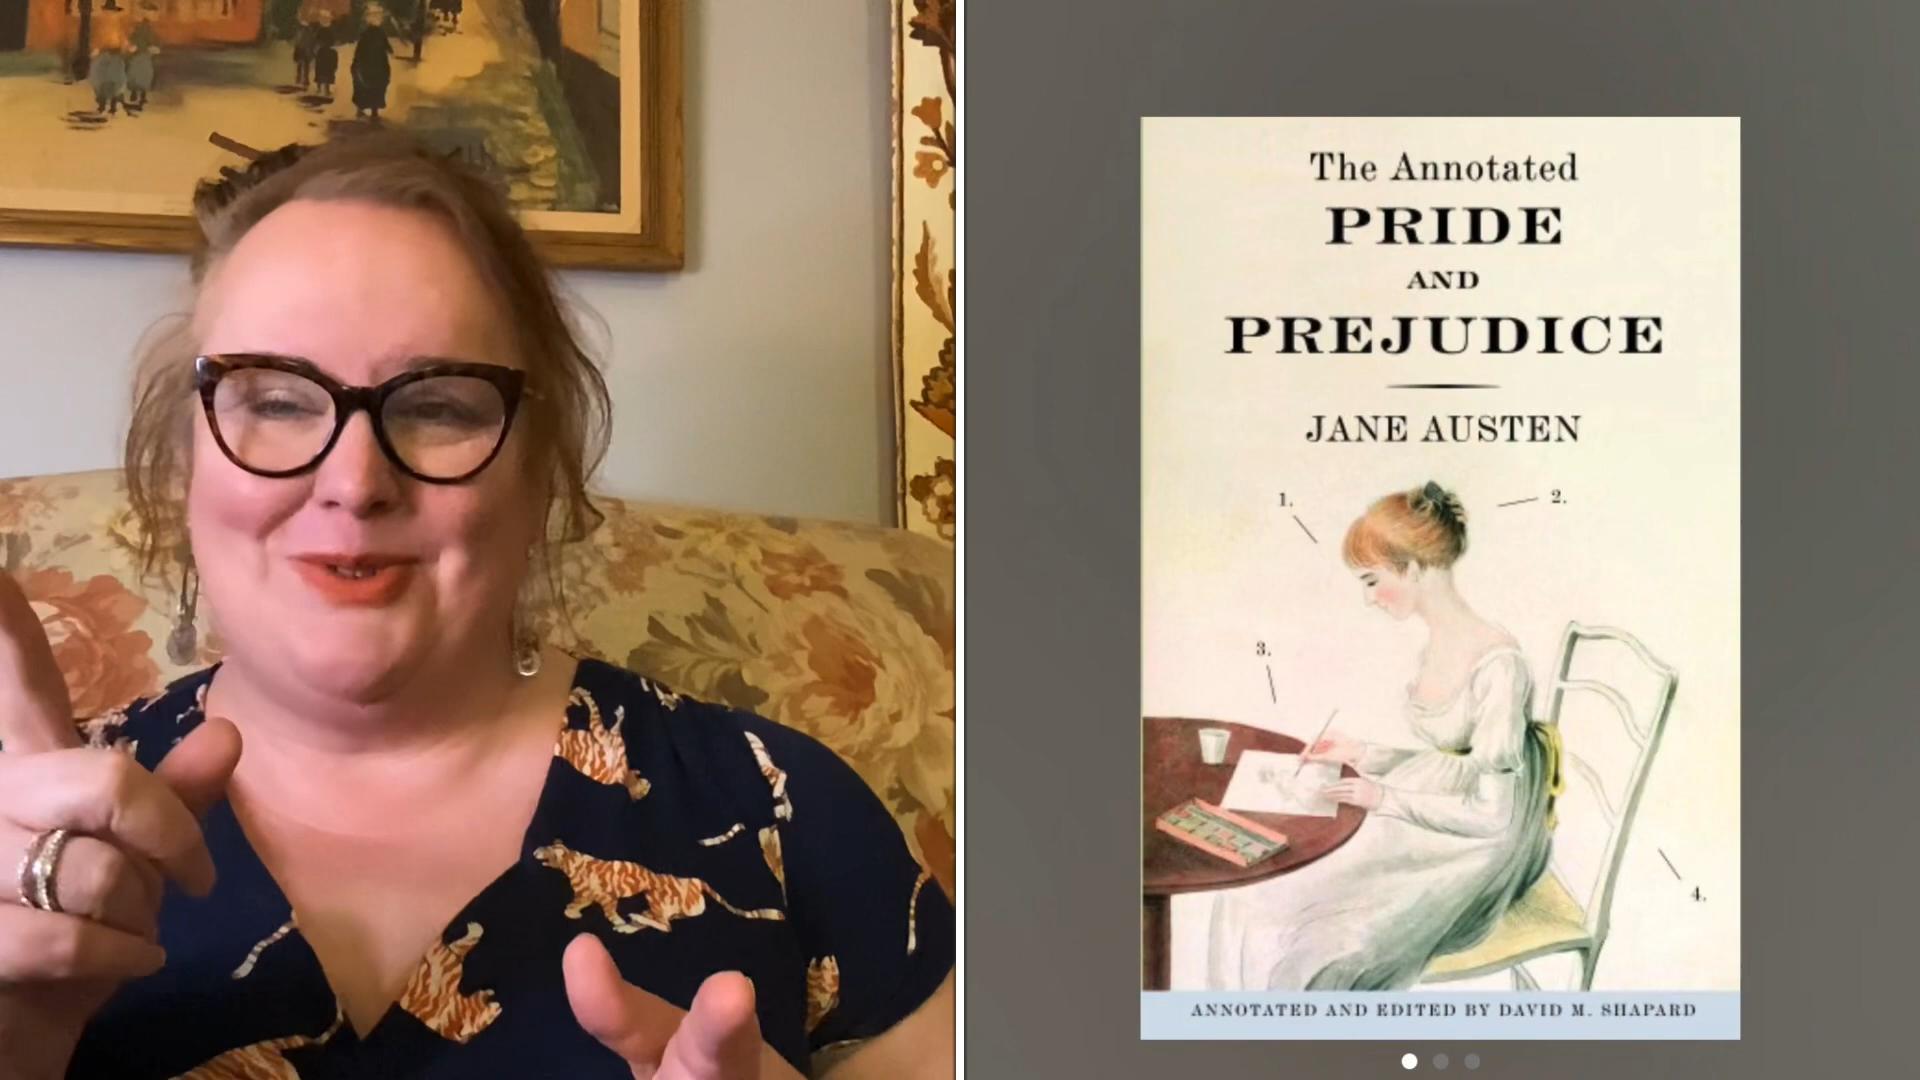 The Annotated
PRIDE
AND
PREJUDICE
JANE AUSTEN
1.
2.
3.
4.
ANNOTATED AND EDITED BY DAVID M. SHAPARD